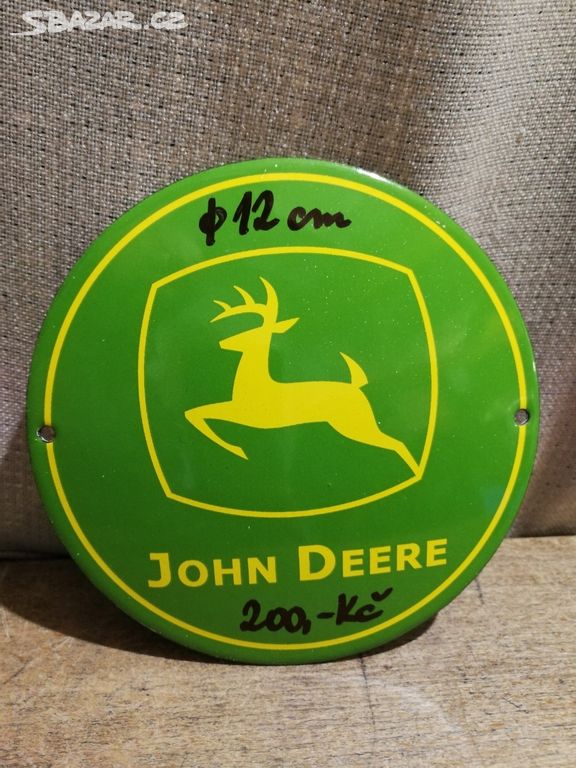 SBAZAR.CZ
φ 12 cm
JOHN DEERE
200,-Kč